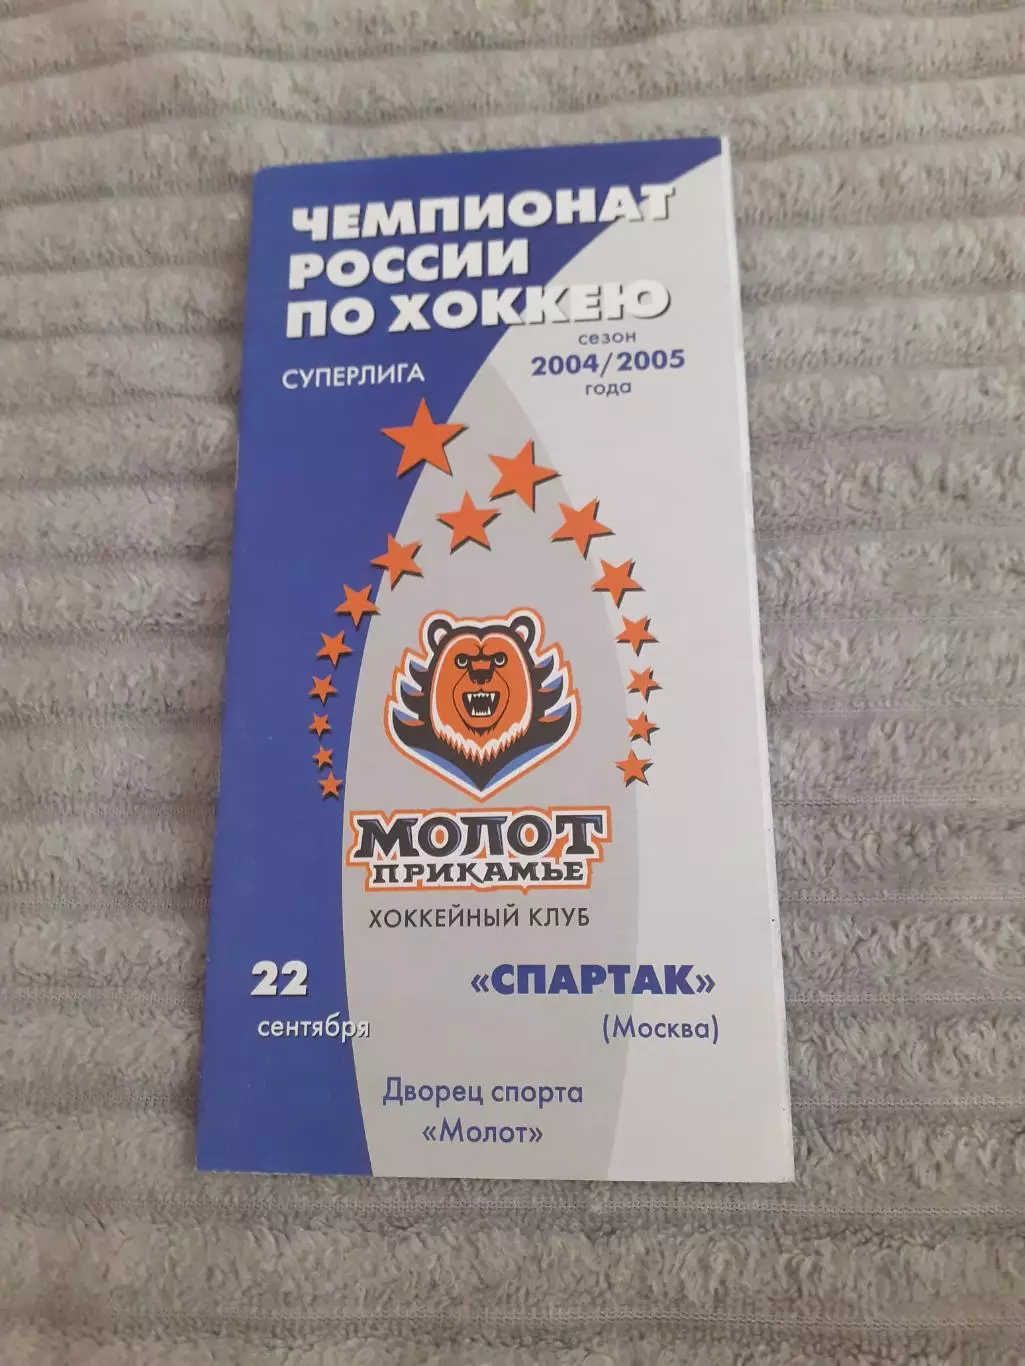 ЧЕМПИОНАТ
РОССИИ
ПО ХОККЕЮ
СУПЕРЛИГА
сезон
2004/2005
года
МОЛОТ
ПРИКАМЬЕ
ХОККЕЙНЫЙ КЛУБ
22
сентября
«СПАРТАК»
(Москва)
Дворец спорта
«Молот»